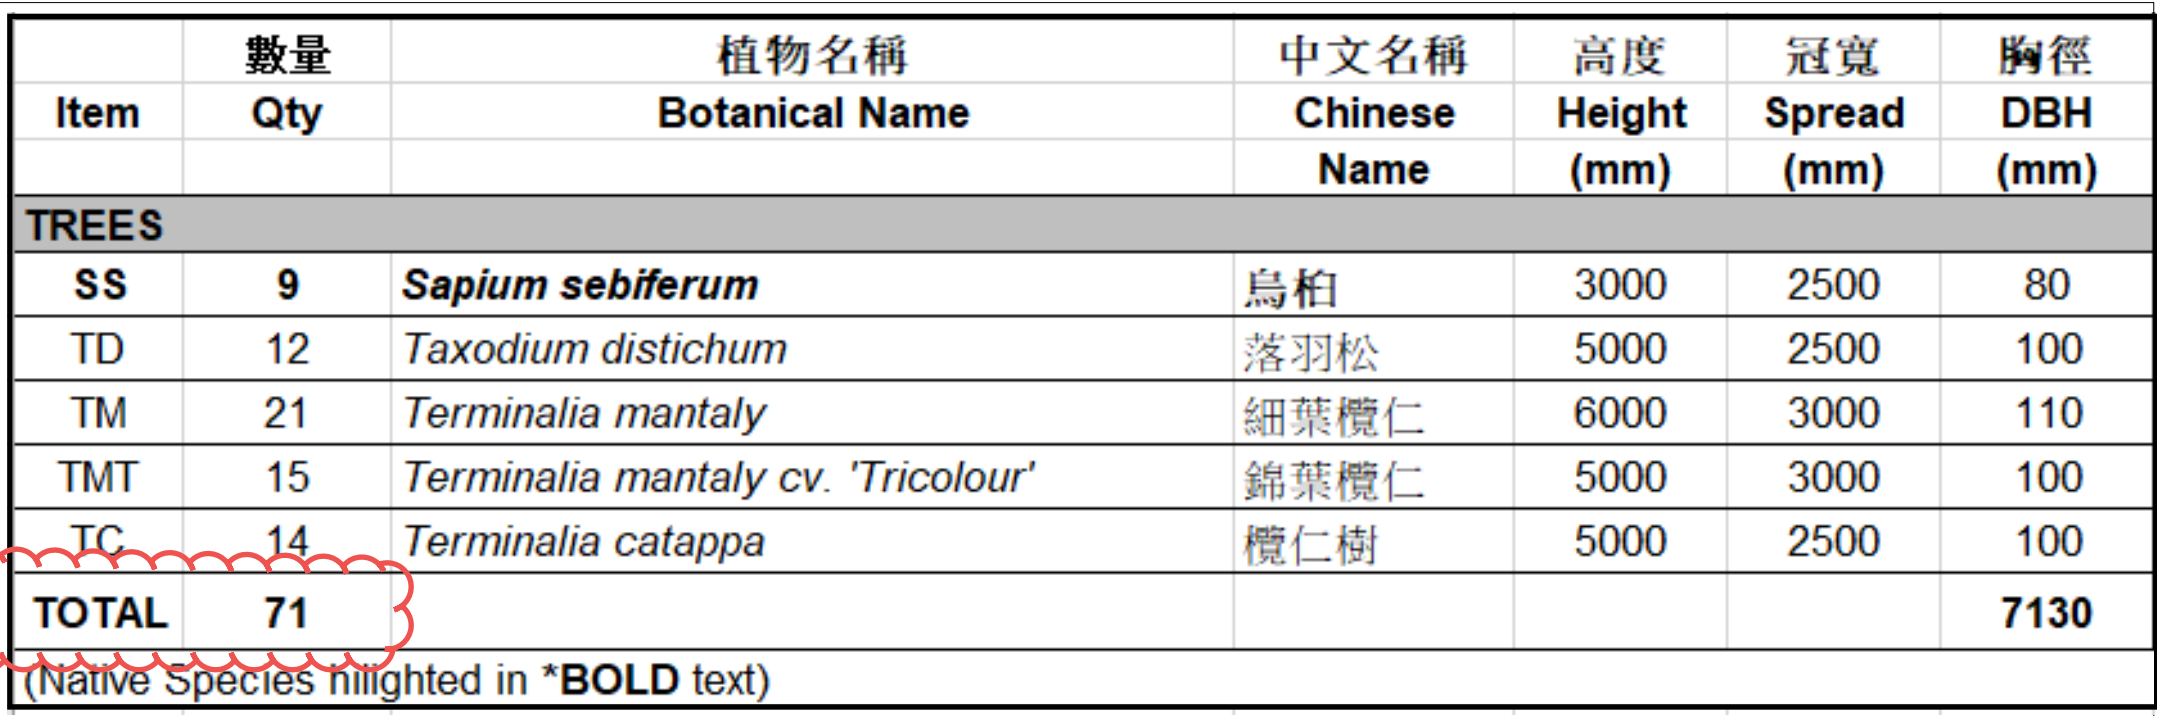 數量 植物名稱 中文名稱 高度 冠寬 胸徑
Item Qty Botanical Name Chinese Height Spread DBH
Name (mm) (mm) (mm)
TREES
SS 9 Sapium sebiferum 烏桕 3000 2500 80
TD 12 Taxodium distichum 落羽松 5000 2500 100
TM 21 Terminalia mantaly 細葉欖仁 6000 3000 110
TMT 15 Terminalia mantaly cv. 'Tricolour' 錦葉欖仁 5000 3000 100
TC 14 Terminalia catappa 欖仁樹 5000 2500 100
TOTAL 71 7130
(Native Species hilighted in *BOLD text)